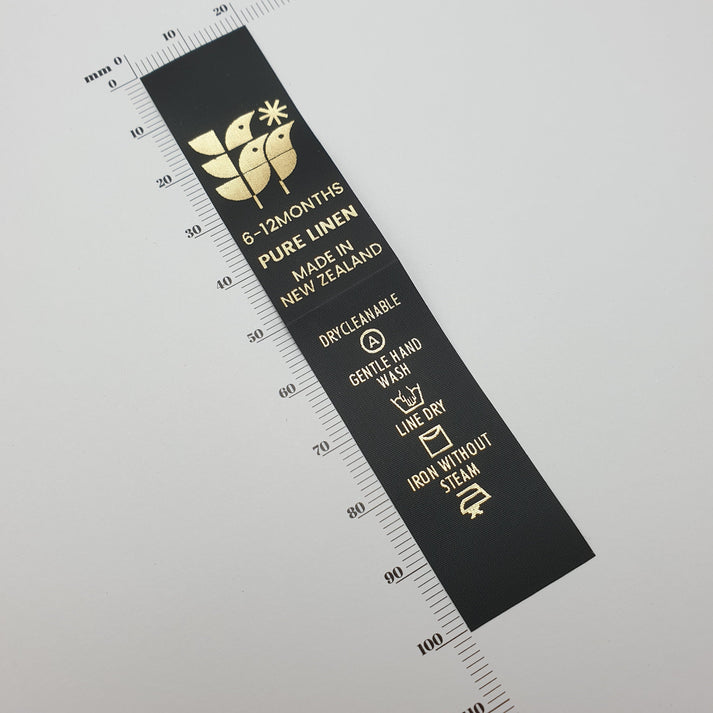 mm 0 10 20
0
10
20
30
40
50
60
70
80
90
100
6-12MONTHS
PURE LINEN
MADE IN
NEW ZEALAND
DRYCLEANABLE
A
GENTLE HAND
WASH
LINE DRY
IRON WITHOUT
STEAM